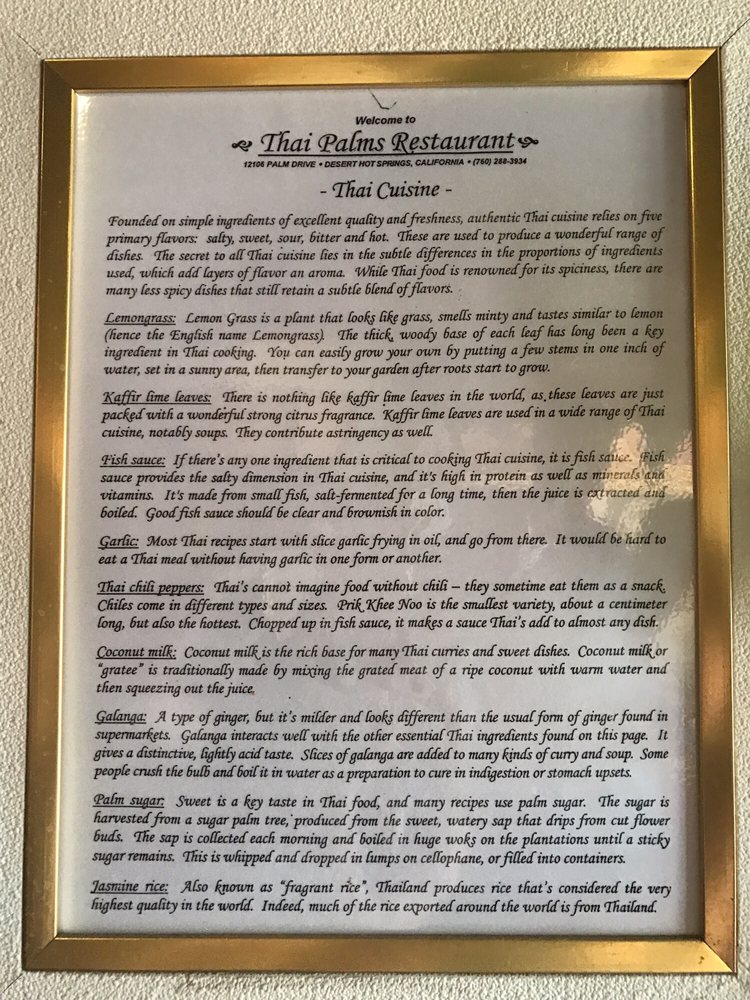 Welcome to
Thai Palms Restaurant
12106 PALM DRIVE • DESERT HOT SPRINGS, CALIFORNIA • (760) 288-3934
- Thai Cuisine -
Founded on simple ingredients of excellent quality and freshness, authentic Thai cuisine relies on five
primary flavors: salty, sweet, sour, bitter and hot. These are used to produce a wonderful range of
dishes. The secret to all Thai cuisine lies in the subtle differences in the proportions of ingredients
used, which add layers of flavor an aroma. While Thai food is renowned for its spiciness, there are
many less spicy dishes that still retain a subtle blend of flavors.
Lemongrass: Lemon Grass is a plant that looks like grass, smells minty and tastes similar to lemon
(hence the English name Lemongrass). The thick, woody base of each leaf has long been a key
ingredient in Thai cooking. You can easily grow your own by putting a few stems in one inch of
water, set in a sunny area, then transfer to your garden after roots start to grow.
Kaffir lime leaves: There is nothing like kaffir lime leaves in the world, as these leaves are just
packed with a wonderful strong citrus fragrance. Kaffir lime leaves are used in a wide range of Thai
cuisine, notably soups. They contribute astringency as well.
Fish sauce: If there's any one ingredient that is critical to cooking Thai cuisine, it is fish sauce. Fish
sauce provides the salty dimension in Thai cuisine, and it's high in protein as well as minerals and
vitamins. It's made from small fish, salt-fermented for a long time, then the juice is extracted and
boiled. Good fish sauce should be clear and brownish in color.
Garlic: Most Thai recipes start with slice garlic frying in oil, and go from there. It would be hard to
eat a Thai meal without having garlic in one form or another.
Thai chili peppers: Thai's cannot imagine food without chili – they sometime eat them as a snack.
Chiles come in different types and sizes. Prik Khee Noo is the smallest variety, about a centimeter
long, but also the hottest. Chopped up in fish sauce, it makes a sauce Thai's add to almost any dish.
Coconut milk: Coconut milk is the rich base for many Thai curries and sweet dishes. Coconut milk or
"gratee" is traditionally made by mixing the grated meat of a ripe coconut with warm water and
then squeezing out the juice.
Galanga: A type of ginger, but it's milder and looks different than the usual form of ginger found in
supermarkets. Galanga interacts well with the other essential Thai ingredients found on this page. It
gives a distinctive, lightly acid taste. Slices of galanga are added to many kinds of curry and soup. Some
people crush the bulb and boil it in water as a preparation to cure in indigestion or stomach upsets.
Palm sugar: Sweet is a key taste in Thai food, and many recipes use palm sugar. The sugar is
harvested from a sugar palm tree, produced from the sweet, watery sap that drips from cut flower
buds. The sap is collected each morning and boiled in huge woks on the plantations until a sticky
sugar remains. This is whipped and dropped in lumps on cellophane, or filled into containers.
Jasmine rice: Also known as "fragrant rice", Thailand produces rice that's considered the very
highest quality in the world. Indeed, much of the rice exported around the world is from Thailand.